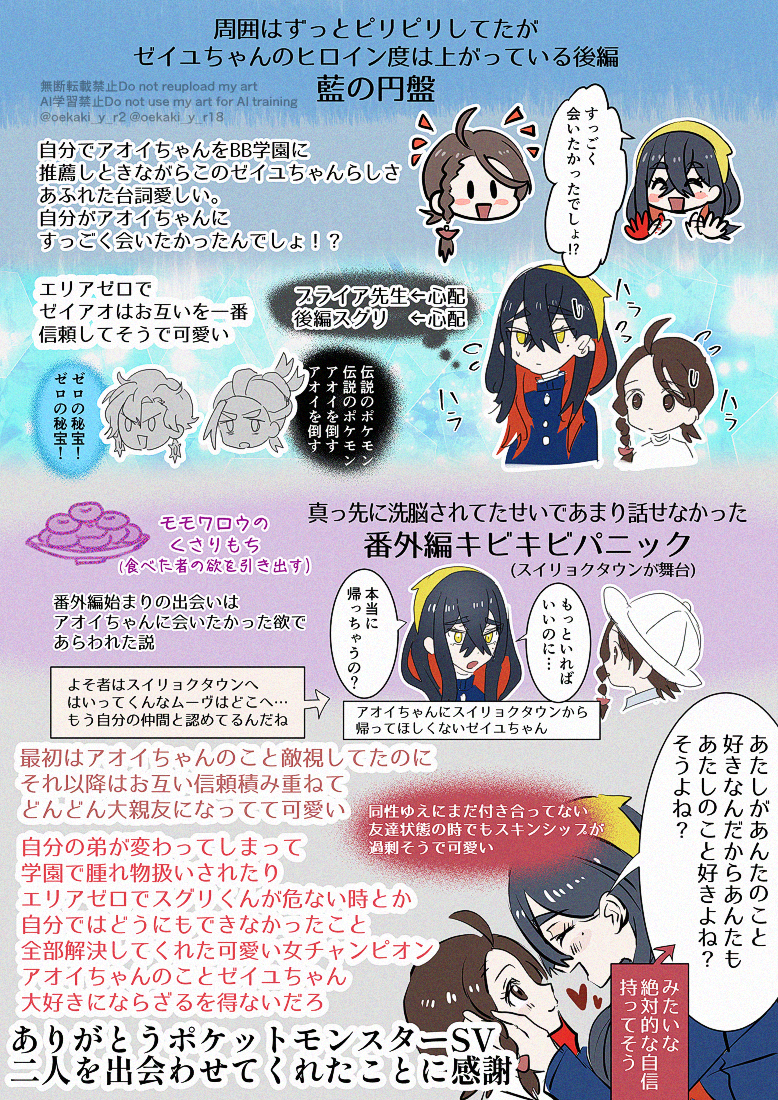 周囲はずっとピリピリしてたが
ゼイユちゃんのヒロイン度は上がっている後編
藍の円盤
無断転載禁止Do not reupload my art
AI学習禁止Do not use my art for AI training
@oekaki_y_r2 @oekaki_y_r18
自分でアオイちゃんをBB学園に
推薦しときながらこのゼイユちゃんらしさ
あふれた台詞愛しい。
自分がアオイちゃんに
すっごく会いたかったんでしょ！？
すっごく
会いたかったでしょ!?
エリアゼロで
ゼイアオはお互いを一番
信頼してそうで可愛い
ブライア先生←心配
後編スグリ　←心配
ハラ
ハラ
ハラ
ハラ
伝説のポケモン
伝説のポケモン
アオイを倒す
アオイを倒す
ゼロの秘宝！
ゼロの秘宝！
真っ先に洗脳されてたせいであまり話せなかった
番外編キビキビパニック
(スイリョクタウンが舞台)
モモワロウの
くさりもち
(食べた者の欲を引き出す)
番外編始まりの出会いは
アオイちゃんに会いたかった欲で
あらわれた説
もっといれば
いいのに…
本当に
帰っちゃうの？
よそ者はスイリョクタウンへ
はいってくんなムーヴはどこへ…
もう自分の仲間と認めてるんだね
アオイちゃんにスイリョクタウンから
帰ってほしくないゼイユちゃん
最初はアオイちゃんのこと敵視してたのに
それ以降はお互い信頼積み重ねて
どんどん大親友になってて可愛い
同性ゆえにまだ付き合ってない
友達状態の時でもスキンシップが
過剰そうで可愛い
あたしがあんたのこと
好きなんだからあんたも
あたしのこと好きよね？
そうよね？
みたいな
絶対的な自信
持ってそう
自分の弟が変わってしまって
学園で腫れ物扱いされたり
エリアゼロでスグリくんが危ない時とか
自分ではどうにもできなかったこと
全部解決してくれた可愛い女チャンピオン
アオイちゃんのことゼイユちゃん
大好きにならざるを得ないだろ
ありがとうポケットモンスターSV
二人を出会わせてくれたことに感謝